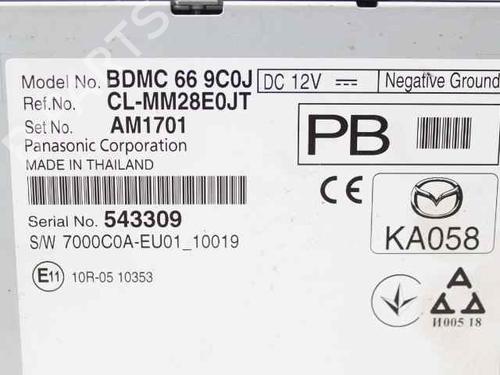 Model No. BDMC 66 9C0J DC 12V Negative Ground
Ref.No. CL-MM28E0JT
Set No. AM1701
Panasonic Corporation
MADE IN THAILAND
PB
Serial No. 543309
S/W 7000C0A-EU01_10019
CE
KA058
E11 10R-05 10353
И005 18